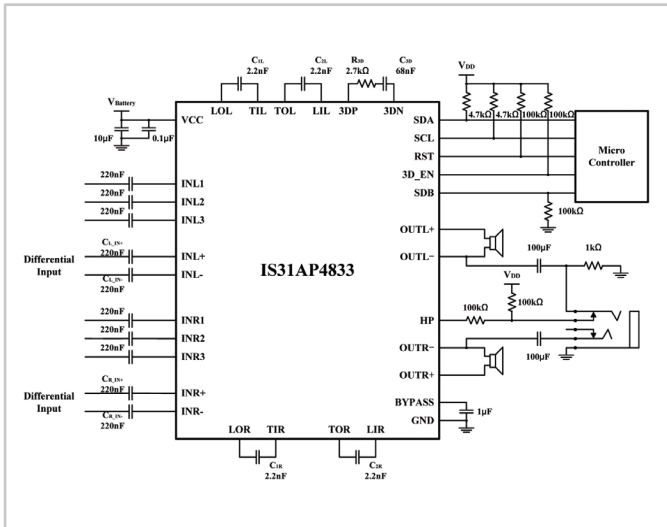 C1L
2.2nF
C2L
2.2nF
R3D
2.7kΩ
C3D
68nF
VDD
VBattery
LOL TIL TOL LIL 3DP 3DN
VCC
10µF
0.1µF
SDA
4.7kΩ 4.7kΩ 100kΩ 100kΩ
SCL
RST
3D_EN
SDB
Micro
Controller
100kΩ
220nF
INL1
220nF
INL2
220nF
INL3
OUTL+
OUTL−
100µF
1kΩ
Differential
Input
CL_IN+
220nF
INL+
INL-
CL_IN-
220nF
IS31AP4833
VDD
100kΩ
100kΩ
HP
220nF
INR1
220nF
INR2
220nF
INR3
OUTR−
100µF
OUTR+
Differential
Input
CR_IN+
220nF
INR+
INR-
CR_IN-
220nF
BYPASS
1µF
GND
LOR TIR TOR LIR
C1R
2.2nF
C2R
2.2nF